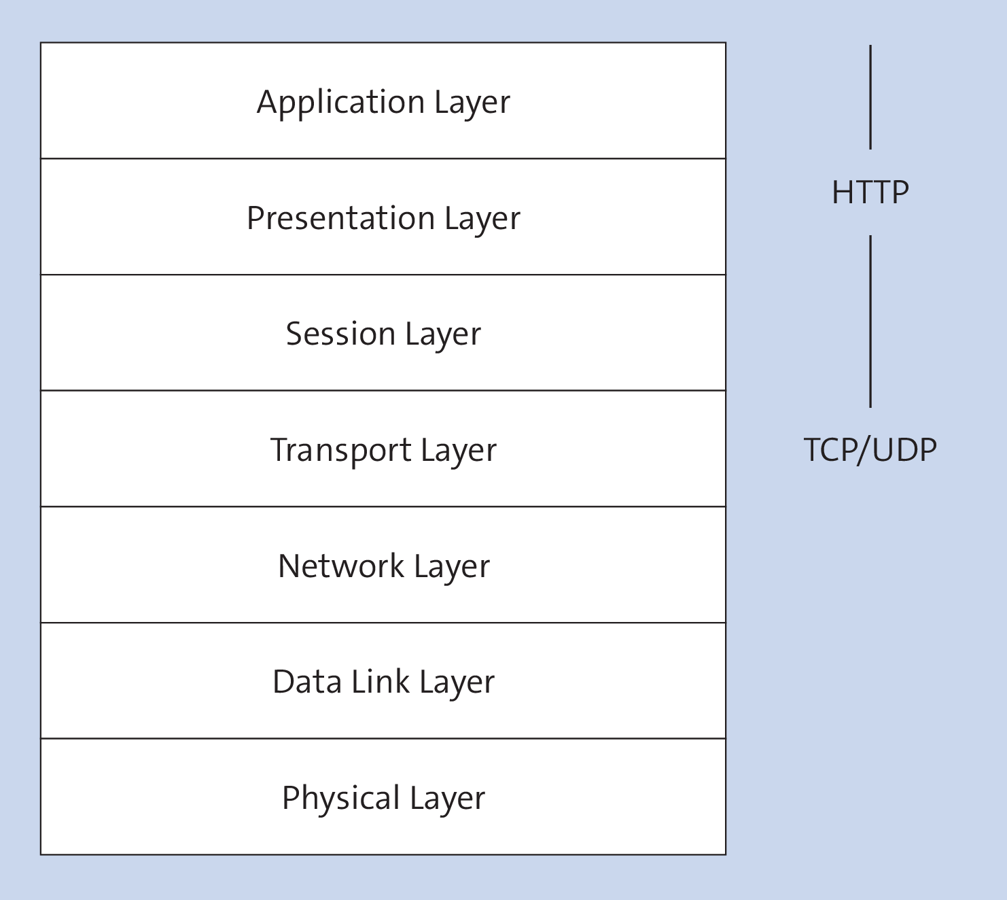 Application Layer
HTTP
Presentation Layer
Session Layer
Transport Layer
TCP/UDP
Network Layer
Data Link Layer
Physical Layer